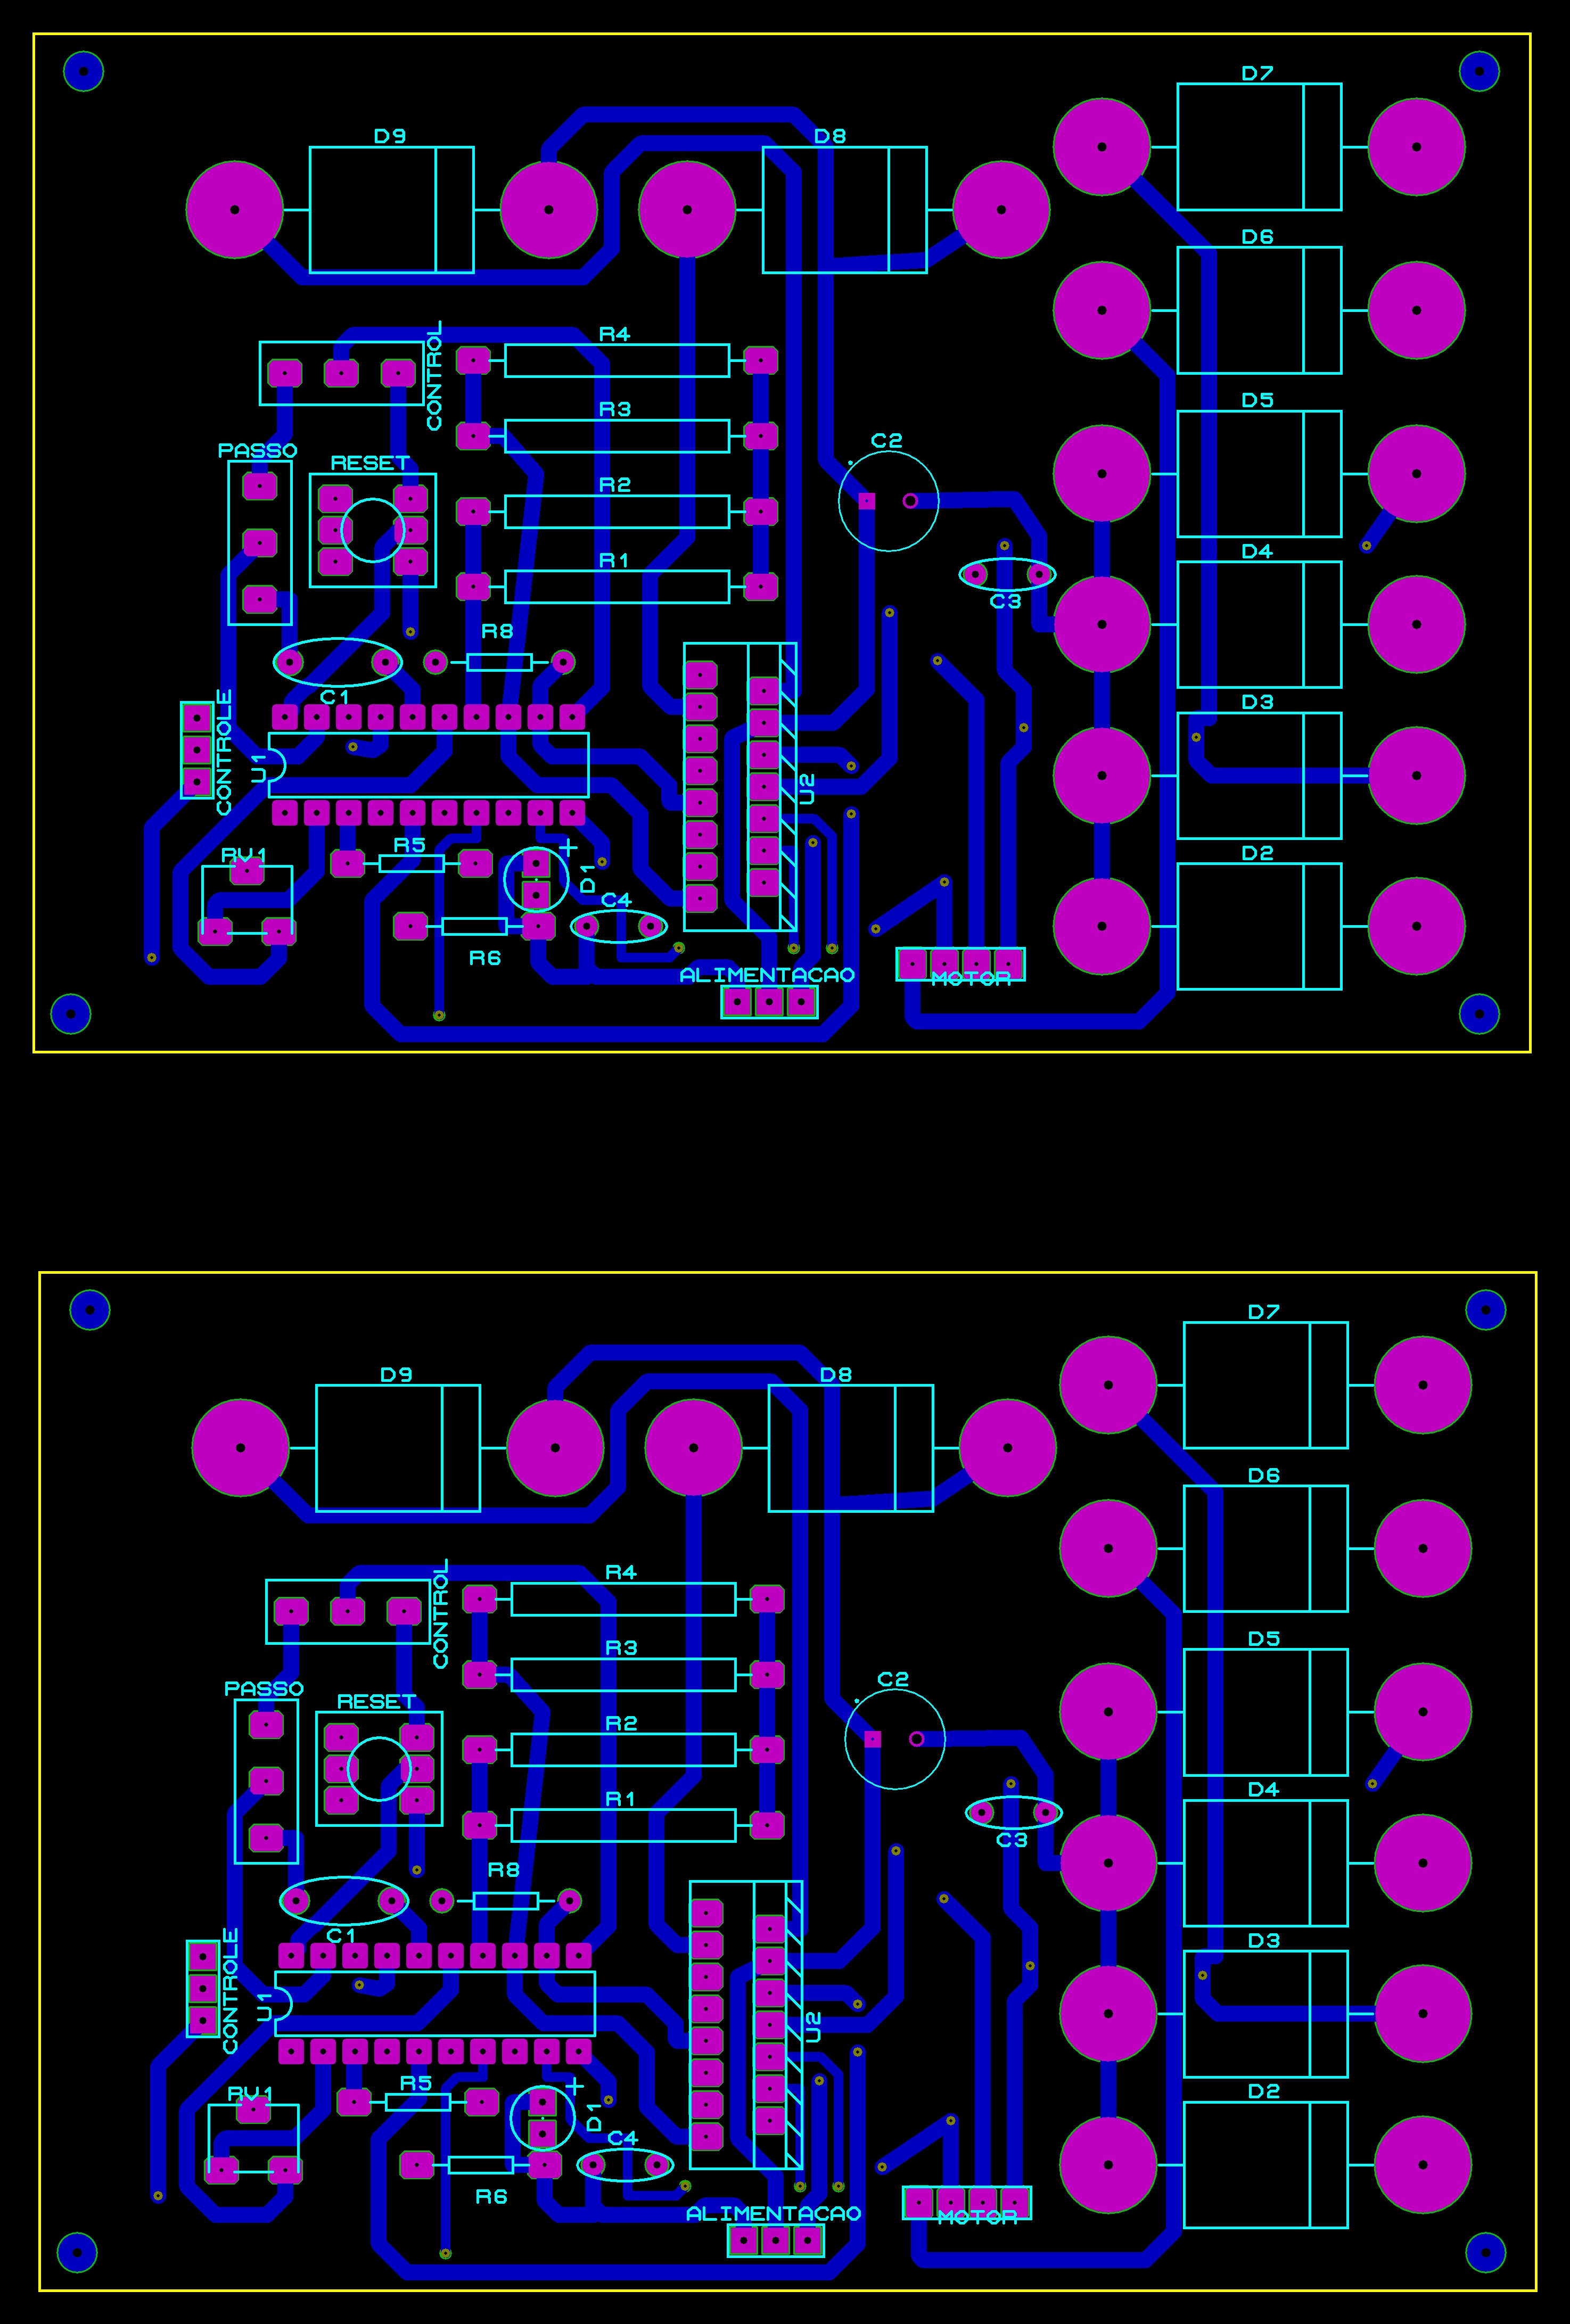 D7
D9
D8
D6
CONTROL
R4
D5
R3
C2
PASSO
RESET
R2
D4
R1
C3
R8
C1
D3
CONTROLE
U1
U2
R5
RV1
D1
+
D2
C4
R6
ALIMENTACAO
MOTOR
D7
D9
D8
D6
CONTROL
R4
D5
R3
C2
PASSO
RESET
R2
D4
R1
C3
R8
C1
D3
CONTROLE
U1
U2
R5
RV1
D1
+
D2
C4
R6
ALIMENTACAO
MOTOR